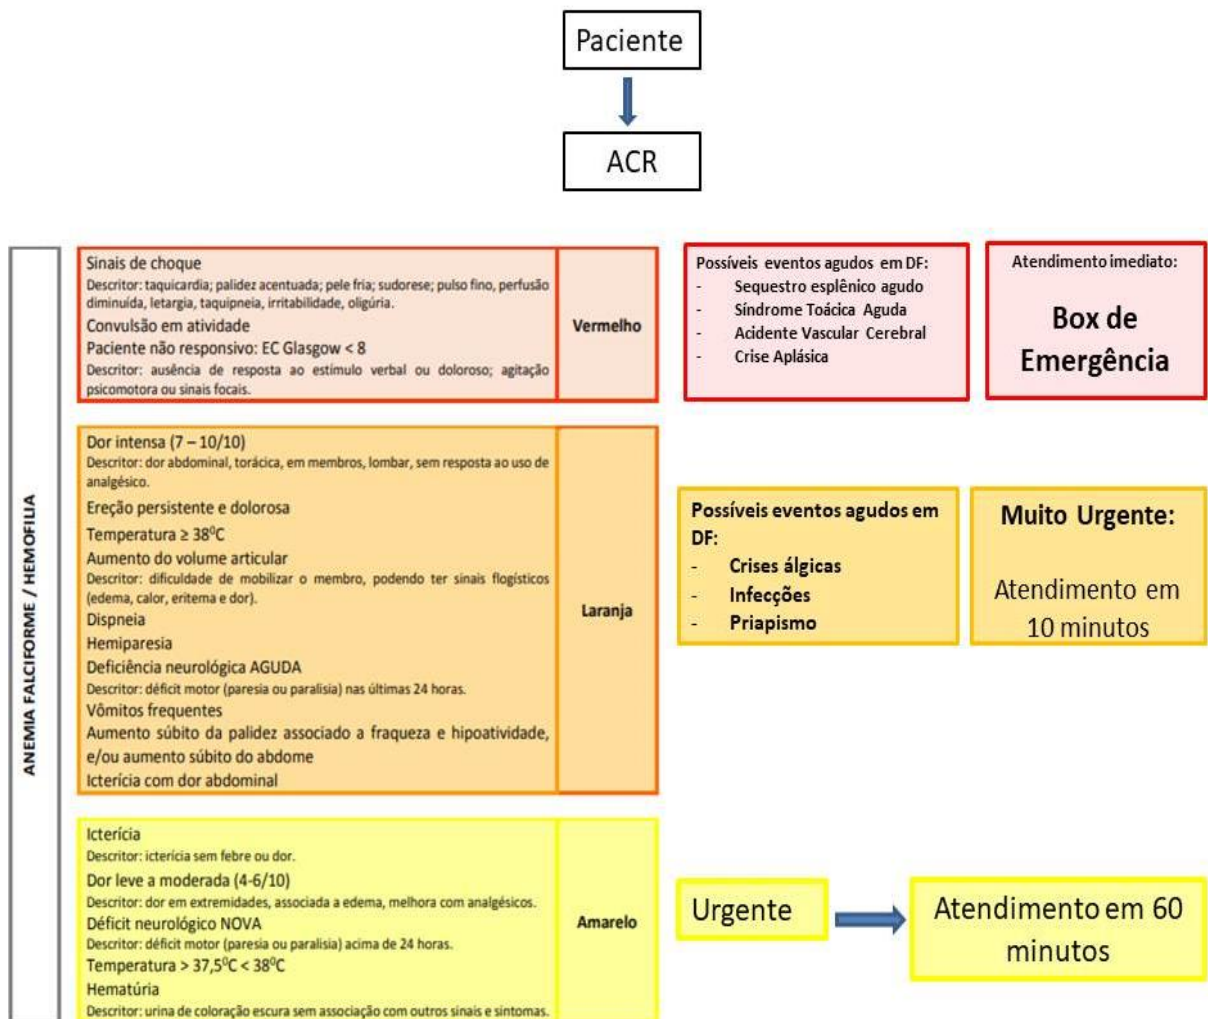 Paciente
ACR
ANEMIA FALCIFORME / HEMOFILIA
Sinais de choque
Descritor: taquicardia; palidez acentuada; pele fria; sudorese; pulso fino, perfusão
diminuída, letargia, taquipneia, irritabilidade, oligúria.
Convulsão em atividade
Paciente não responsivo: EC Glasgow < 8
Descritor: ausência de resposta ao estímulo verbal ou doloroso; agitação
psicomotora ou sinais focais.
Vermelho
Possíveis eventos agudos em DF:
- Sequestro esplênico agudo
- Síndrome Toácica Aguda
- Acidente Vascular Cerebral
- Crise Aplásica
Atendimento imediato:
Box de
Emergência
Dor intensa (7 – 10/10)
Descritor: dor abdominal, torácica, em membros, lombar, sem resposta ao uso de
analgésico.
Ereção persistente e dolorosa
Temperatura ≥ 38⁰C
Aumento do volume articular
Descritor: dificuldade de mobilizar o membro, podendo ter sinais flogísticos
(edema, calor, eritema e dor).
Dispneia
Hemiparesia
Deficiência neurológica AGUDA
Descritor: déficit motor (paresia ou paralisia) nas últimas 24 horas.
Vômitos frequentes
Aumento súbito da palidez associado a fraqueza e hipoatividade,
e/ou aumento súbito do abdome
Icterícia com dor abdominal
Laranja
Possíveis eventos agudos em
DF:
- Crises álgicas
- Infecções
- Priapismo
Muito Urgente:
Atendimento em
10 minutos
Icterícia
Descritor: icterícia sem febre ou dor.
Dor leve a moderada (4-6/10)
Descritor: dor em extremidades, associada a edema, melhora com analgésicos.
Déficit neurológico NOVA
Descritor: déficit motor (paresia ou paralisia) acima de 24 horas.
Temperatura > 37,5⁰C < 38⁰C
Hematúria
Descritor: urina de coloração escura sem associação com outros sinais e sintomas.
Amarelo
Urgente
Atendimento em 60
minutos